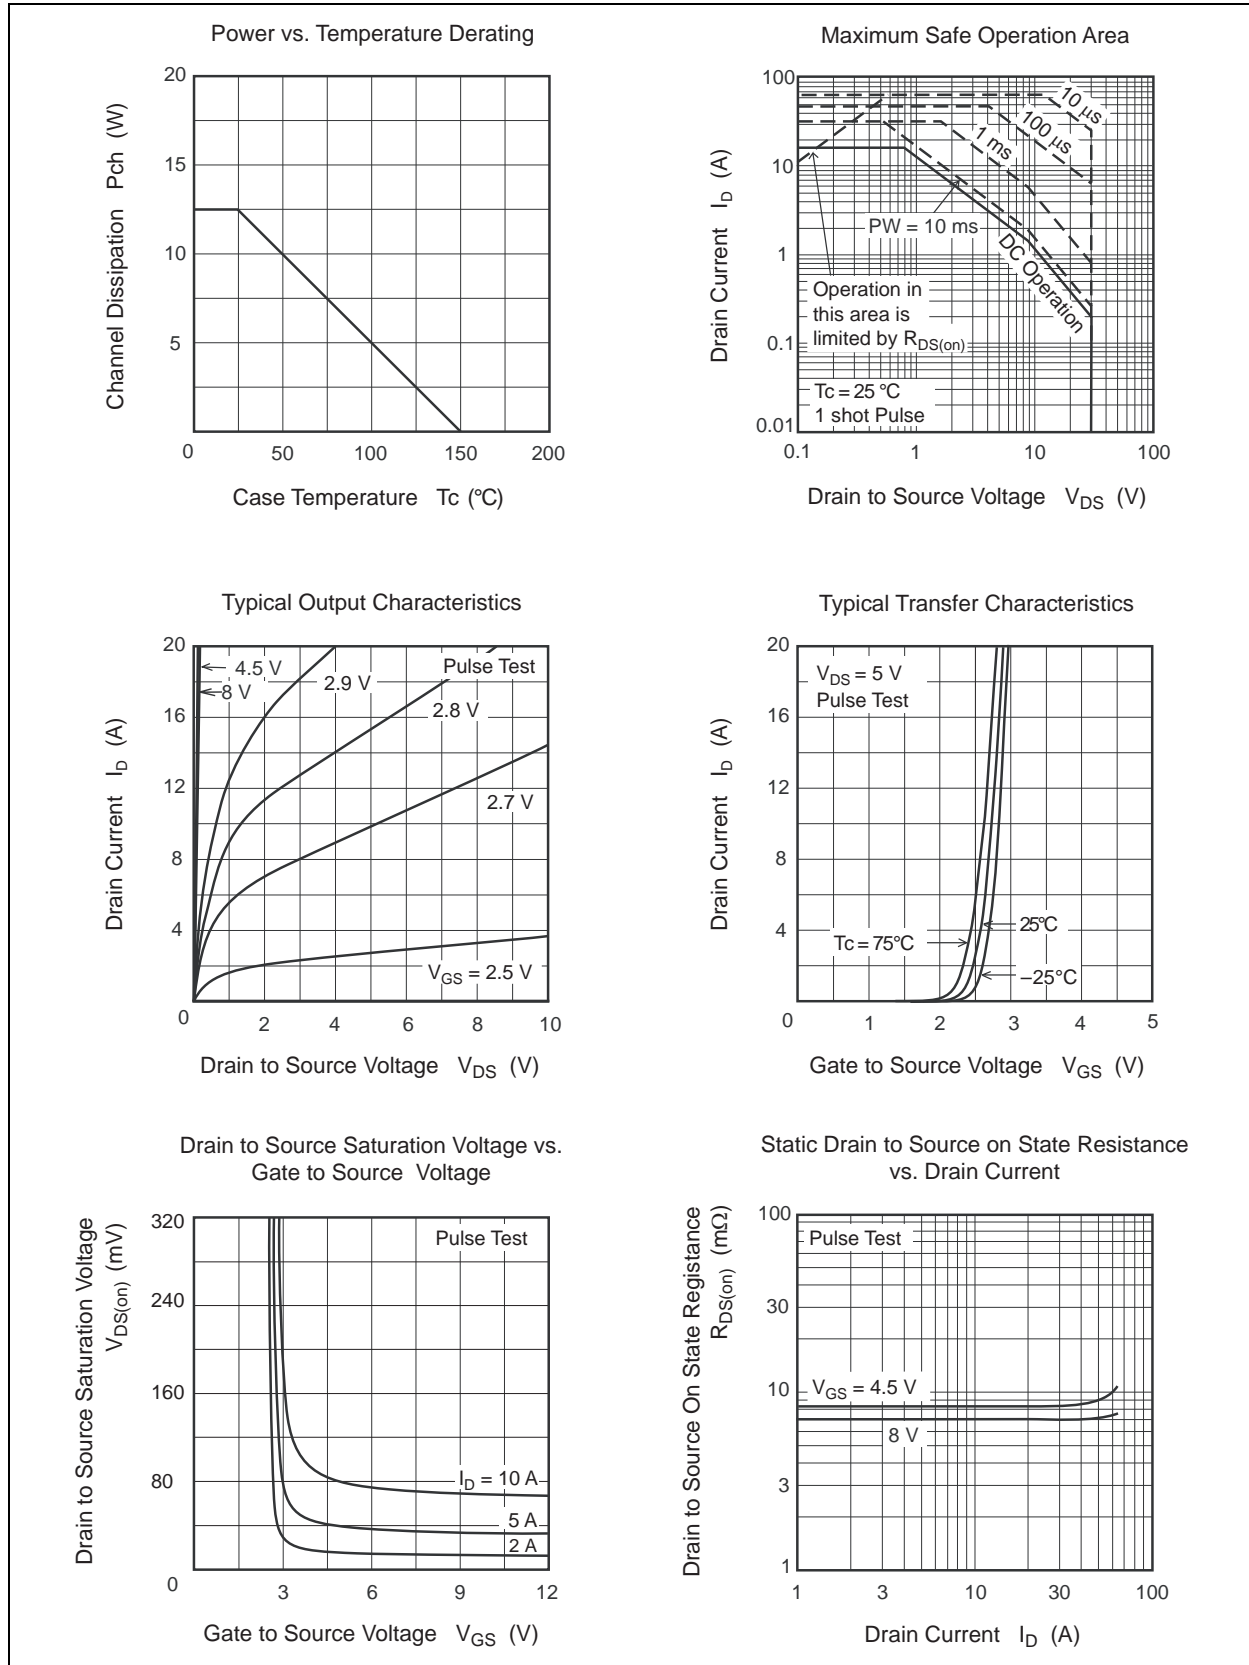 Power vs. Temperature Derating
Channel Dissipation Pch (W)
20
15
10
5
0
50
100
150
200
Case Temperature Tc (°C)
Maximum Safe Operation Area
Drain Current I_D (A)
100
10
1
0.1
0.01
10 µs
100 µs
1 ms
PW = 10 ms
DC Operation
Operation in
this area is
limited by R_DS(on)
Tc = 25 °C
1 shot Pulse
0.1
1
10
100
Drain to Source Voltage V_DS (V)
Typical Output Characteristics
Drain Current I_D (A)
20
16
12
8
4
0
4.5 V
8 V
2.9 V
Pulse Test
2.8 V
2.7 V
V_GS = 2.5 V
2
4
6
8
10
Drain to Source Voltage V_DS (V)
Typical Transfer Characteristics
Drain Current I_D (A)
20
16
12
8
4
0
V_DS = 5 V
Pulse Test
25°C
Tc = 75°C
–25°C
1
2
3
4
5
Gate to Source Voltage V_GS (V)
Drain to Source Saturation Voltage vs.
Gate to Source Voltage
Drain to Source Saturation Voltage
V_DS(on) (mV)
320
240
160
80
0
Pulse Test
I_D = 10 A
5 A
2 A
3
6
9
12
Gate to Source Voltage V_GS (V)
Static Drain to Source on State Resistance
vs. Drain Current
Drain to Source On State Registance
R_DS(on) (mΩ)
100
30
10
3
1
Pulse Test
V_GS = 4.5 V
8 V
1
3
10
30
100
Drain Current I_D (A)